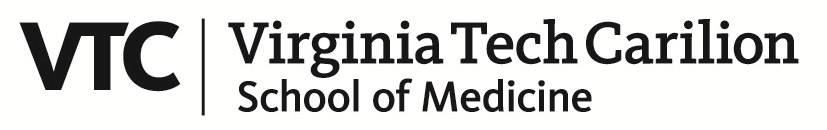 VTC
Virginia Tech Carilion
School of Medicine